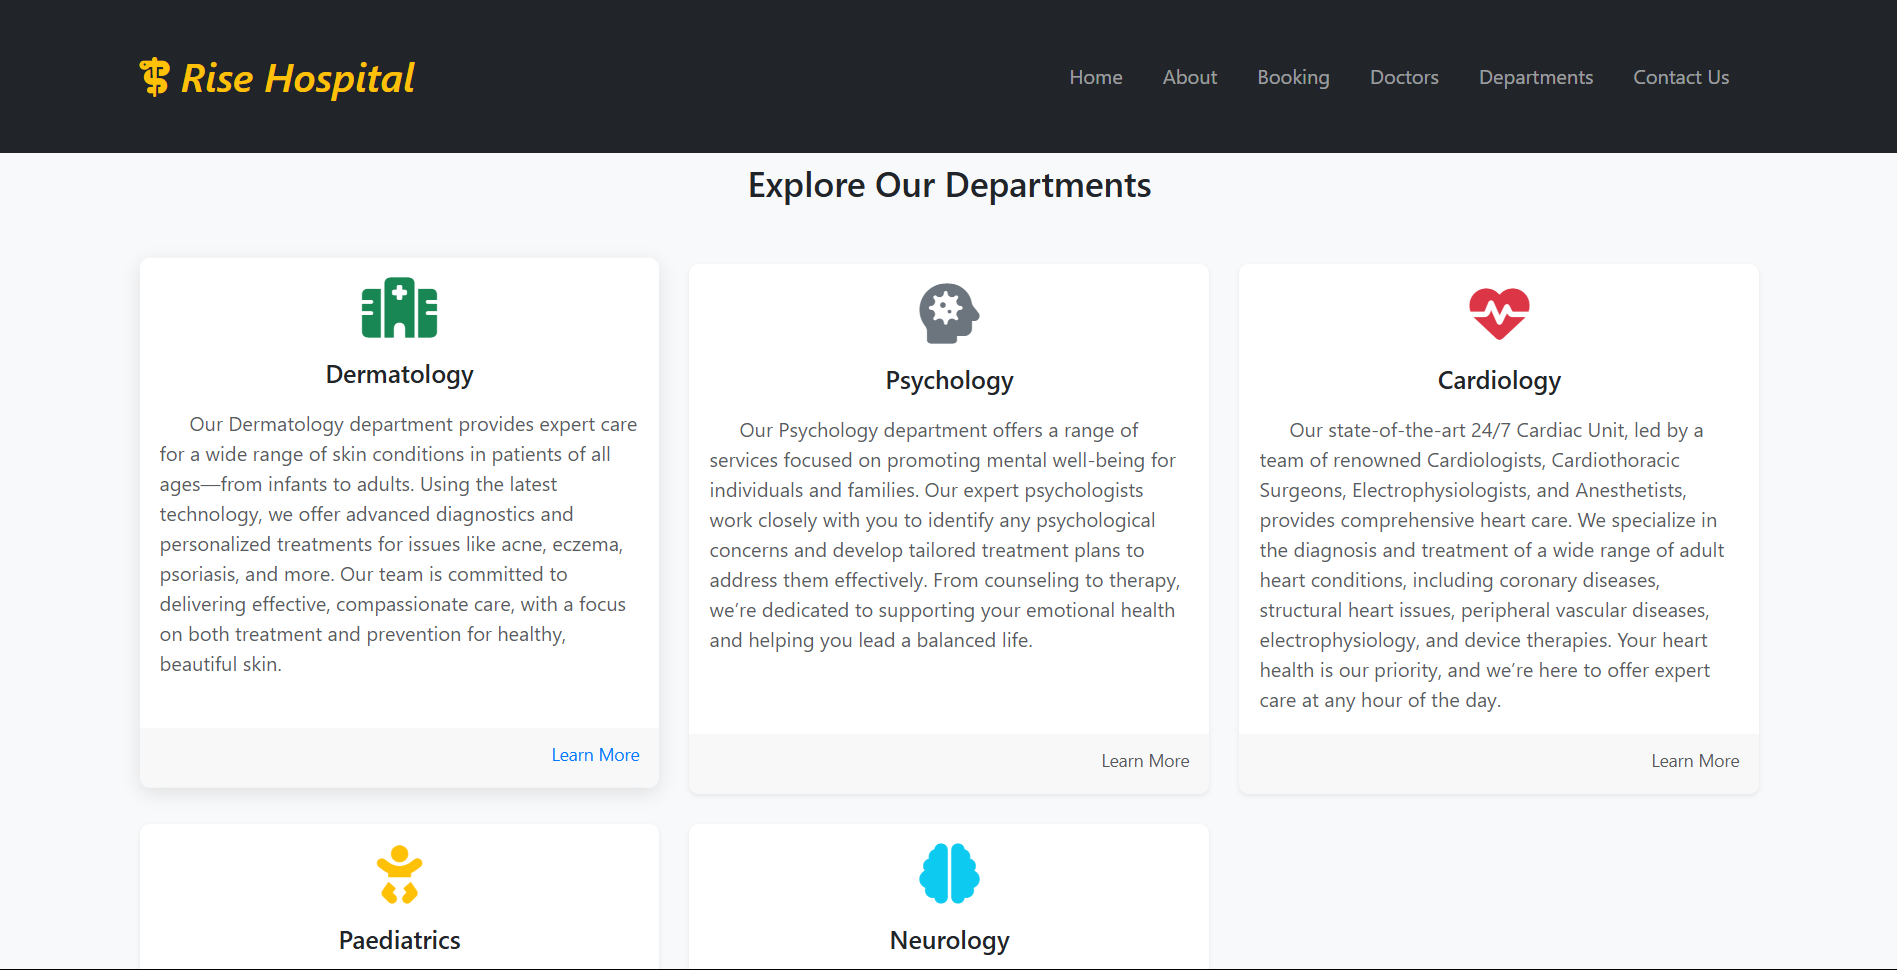 Rise Hospital
Home About Booking Doctors Departments Contact Us
Explore Our Departments
Dermatology
Our Dermatology department provides expert care
for a wide range of skin conditions in patients of all
ages—from infants to adults. Using the latest
technology, we offer advanced diagnostics and
personalized treatments for issues like acne, eczema,
psoriasis, and more. Our team is committed to
delivering effective, compassionate care, with a focus
on both treatment and prevention for healthy,
beautiful skin.
Learn More
Psychology
Our Psychology department offers a range of
services focused on promoting mental well-being for
individuals and families. Our expert psychologists
work closely with you to identify any psychological
concerns and develop tailored treatment plans to
address them effectively. From counseling to therapy,
we’re dedicated to supporting your emotional health
and helping you lead a balanced life.
Learn More
Cardiology
Our state-of-the-art 24/7 Cardiac Unit, led by a
team of renowned Cardiologists, Cardiothoracic
Surgeons, Electrophysiologists, and Anesthetists,
provides comprehensive heart care. We specialize in
the diagnosis and treatment of a wide range of adult
heart conditions, including coronary diseases,
structural heart issues, peripheral vascular diseases,
electrophysiology, and device therapies. Your heart
health is our priority, and we’re here to offer expert
care at any hour of the day.
Learn More
Paediatrics
Neurology